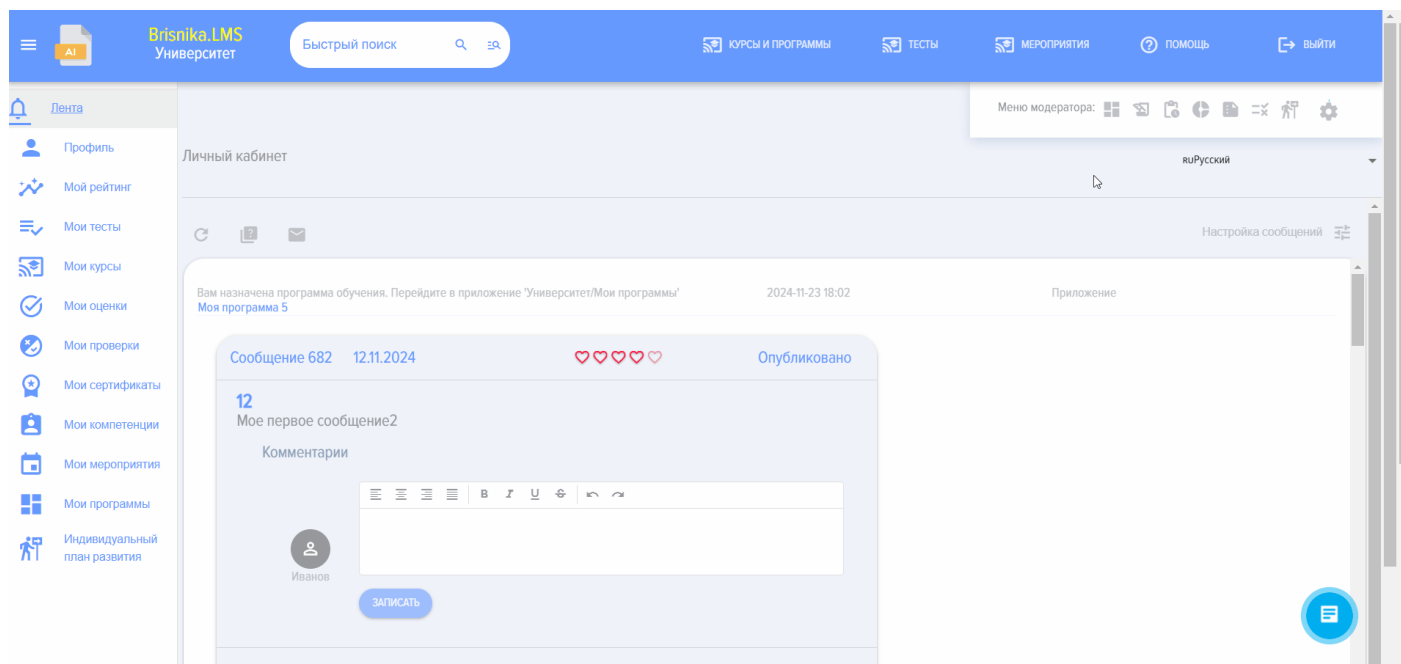 AI
Brisnika.LMS
Университет
Быстрый поиск
КУРСЫ И ПРОГРАММЫ
ТЕСТЫ
МЕРОПРИЯТИЯ
ПОМОЩЬ
ВЫЙТИ
Меню модератора:
Лента
Профиль
Мой рейтинг
Мои тесты
Мои курсы
Мои оценки
Мои проверки
Мои сертификаты
Мои компетенции
Мои мероприятия
Мои программы
Индивидуальный
план развития
Личный кабинет
ruРусский
Настройка сообщений
Вам назначена программа обучения. Перейдите в приложение 'Университет/Мои программы' 2024-11-23 18:02 Приложение
Моя программа 5
Сообщение 682 12.11.2024 Опубликовано
12
Мое первое сообщение2
Комментарии
B I U S
Иванов
ЗАПИСАТЬ